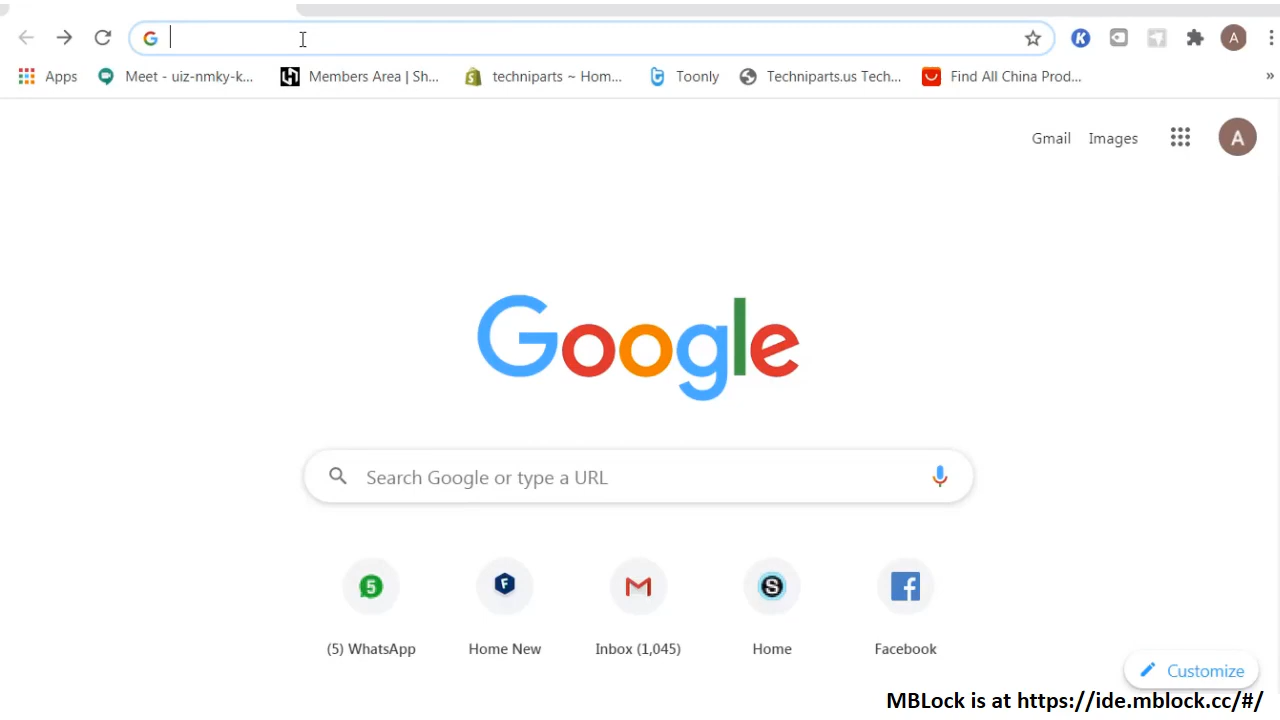 Apps
Meet - uiz-nmky-k...
Members Area | Sh...
techniparts ~ Hom...
Toonly
Techniparts.us Tech...
Find All China Prod...
»
K
A
Gmail
Images
A
Google
Search Google or type a URL
5
F
S
(5) WhatsApp
Home New
Inbox (1,045)
Home
Facebook
Customize
MBLock is at https://ide.mblock.cc/#/